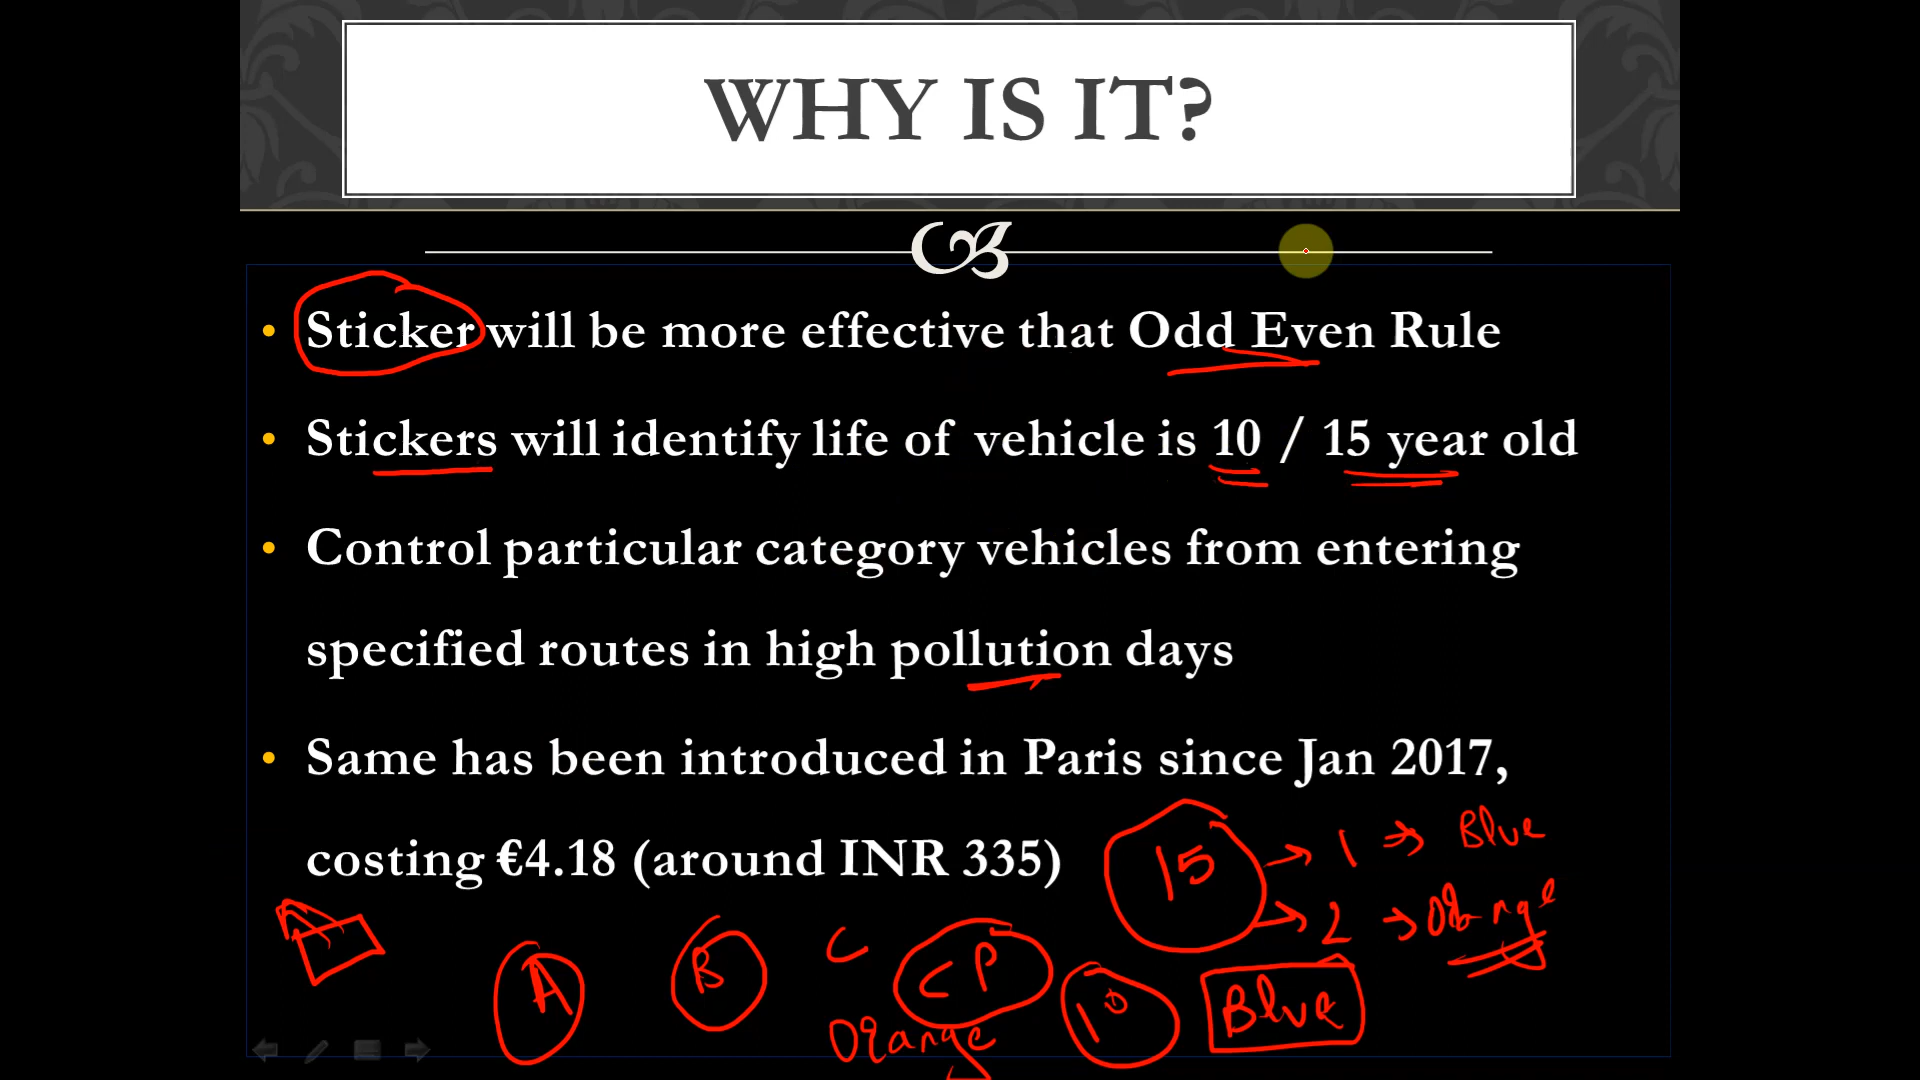 WHY IS IT?
• Sticker will be more effective that Odd Even Rule
• Stickers will identify life of vehicle is 10 / 15 year old
• Control particular category vehicles from entering
specified routes in high pollution days
• Same has been introduced in Paris since Jan 2017,
costing €4.18 (around INR 335)
15 → 1 ⇒ Blue
→ 2 → Orange
A B C CP 10 Blue
Orange